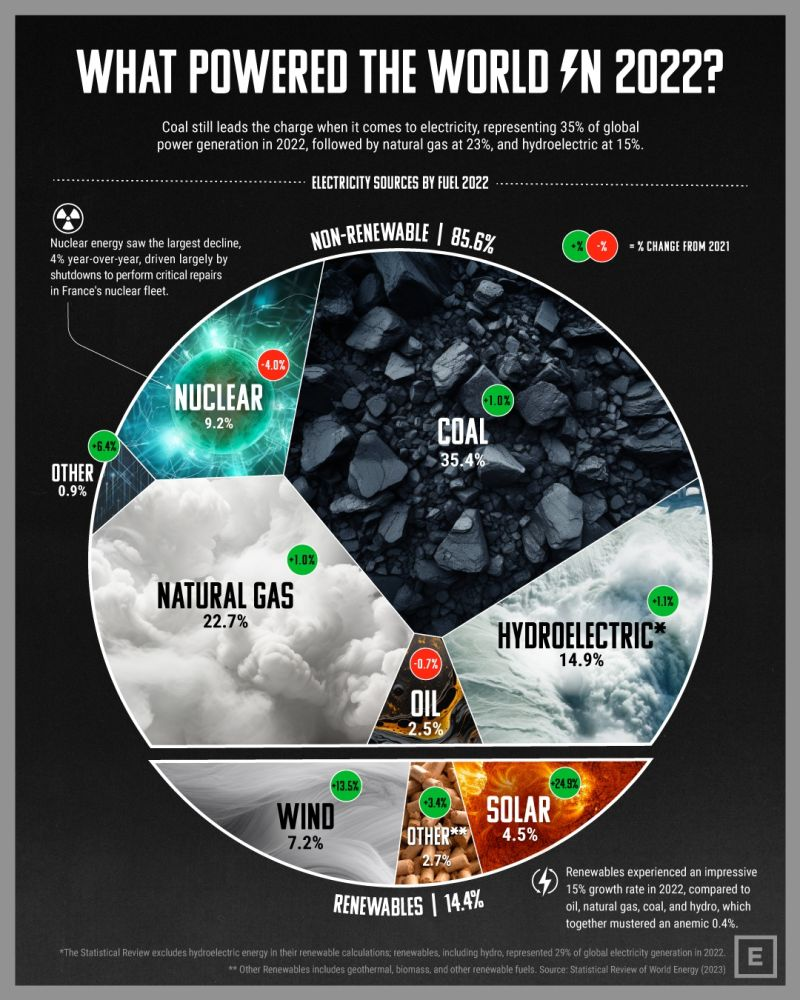 WHAT POWERED THE WORLD IN 2022?
Coal still leads the charge when it comes to electricity, representing 35% of global
power generation in 2022, followed by natural gas at 23%, and hydroelectric at 15%.
ELECTRICITY SOURCES BY FUEL 2022
Nuclear energy saw the largest decline,
4% year-over-year, driven largely by
shutdowns to perform critical repairs
in France's nuclear fleet.
NON-RENEWABLE | 85.6%
+% -% = % CHANGE FROM 2021
-4.0%
NUCLEAR
9.2%
+1.0%
COAL
35.4%
+6.4%
OTHER
0.9%
+1.0%
NATURAL GAS
22.7%
+1.1%
HYDROELECTRIC*
14.9%
-0.7%
OIL
2.5%
+13.5%
WIND
7.2%
+3.4%
OTHER**
2.7%
+24.9%
SOLAR
4.5%
RENEWABLES | 14.4%
Renewables experienced an impressive
15% growth rate in 2022, compared to
oil, natural gas, coal, and hydro, which
together mustered an anemic 0.4%.
*The Statistical Review excludes hydroelectric energy in their renewable calculations; renewables, including hydro, represented 29% of global electricity generation in 2022.
** Other Renewables includes geothermal, biomass, and other renewable fuels. Source: Statistical Review of World Energy (2023)
E